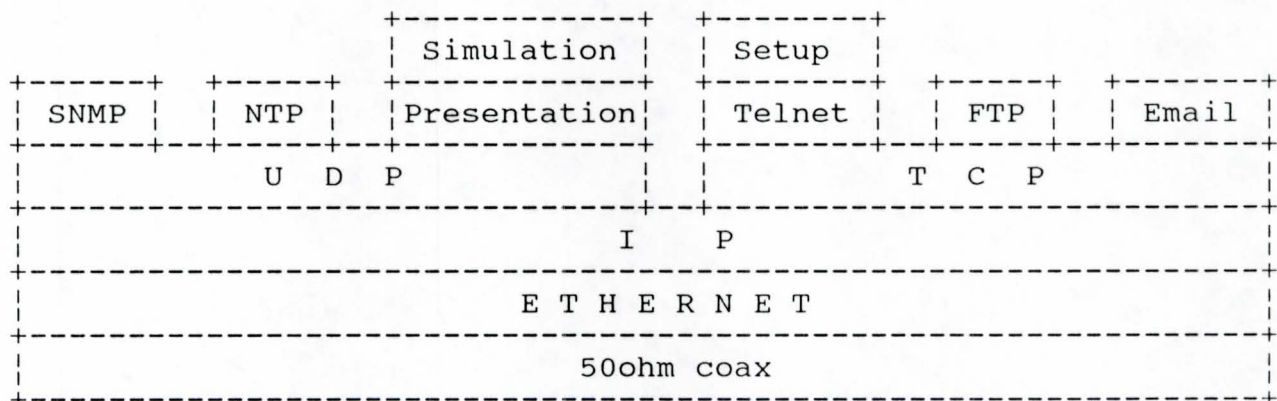 Simulation Setup
SNMP NTP Presentation Telnet FTP Email
U D P T C P
I P
E T H E R N E T
50ohm coax